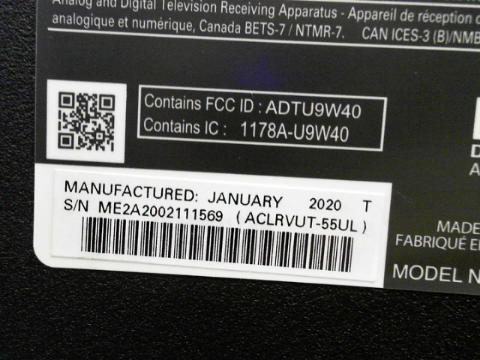 Analog and Digital Television Receiving Apparatus - Appareil de réception
analogique et numérique, Canada BETS-7 / NTMR-7. CAN ICES-3 (B)/NMB
Contains FCC ID : ADTU9W40
Contains IC : 1178A-U9W40
MANUFACTURED: JANUARY 2020 T
S/N ME2A2002111569 (ACLRVUT-55UL)
MADE
FABRIQUÉ
MODEL